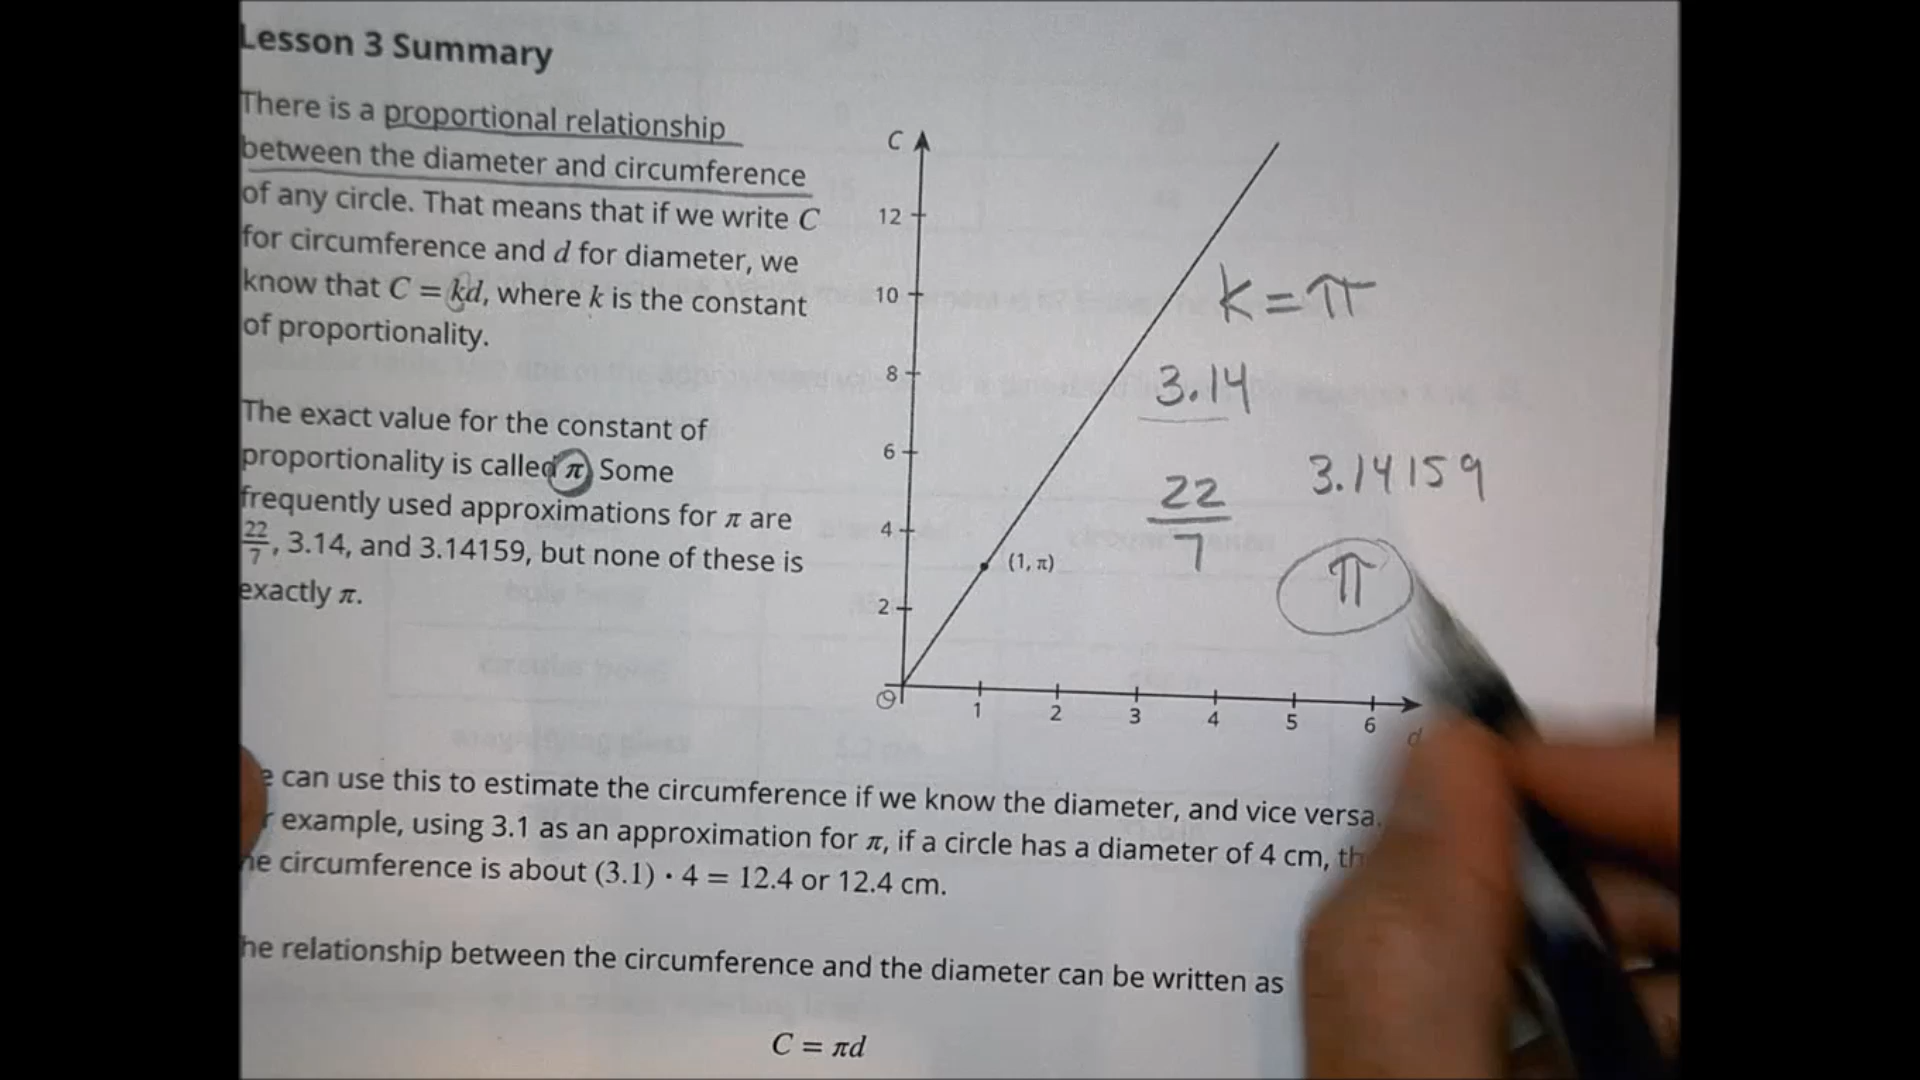 Lesson 3 Summary
There is a proportional relationship
between the diameter and circumference
of any circle. That means that if we write C
for circumference and d for diameter, we
know that C = kd, where k is the constant
of proportionality.
The exact value for the constant of
proportionality is called π. Some
frequently used approximations for π are
22/7, 3.14, and 3.14159, but none of these is
exactly π.
C
12
10
8
6
4
2
O
1 2 3 4 5 6
d
(1, π)
k = π
3.14
22/7
3.14159
π
e can use this to estimate the circumference if we know the diameter, and vice versa.
r example, using 3.1 as an approximation for π, if a circle has a diameter of 4 cm, th
he circumference is about (3.1) · 4 = 12.4 or 12.4 cm.
he relationship between the circumference and the diameter can be written as
C = πd